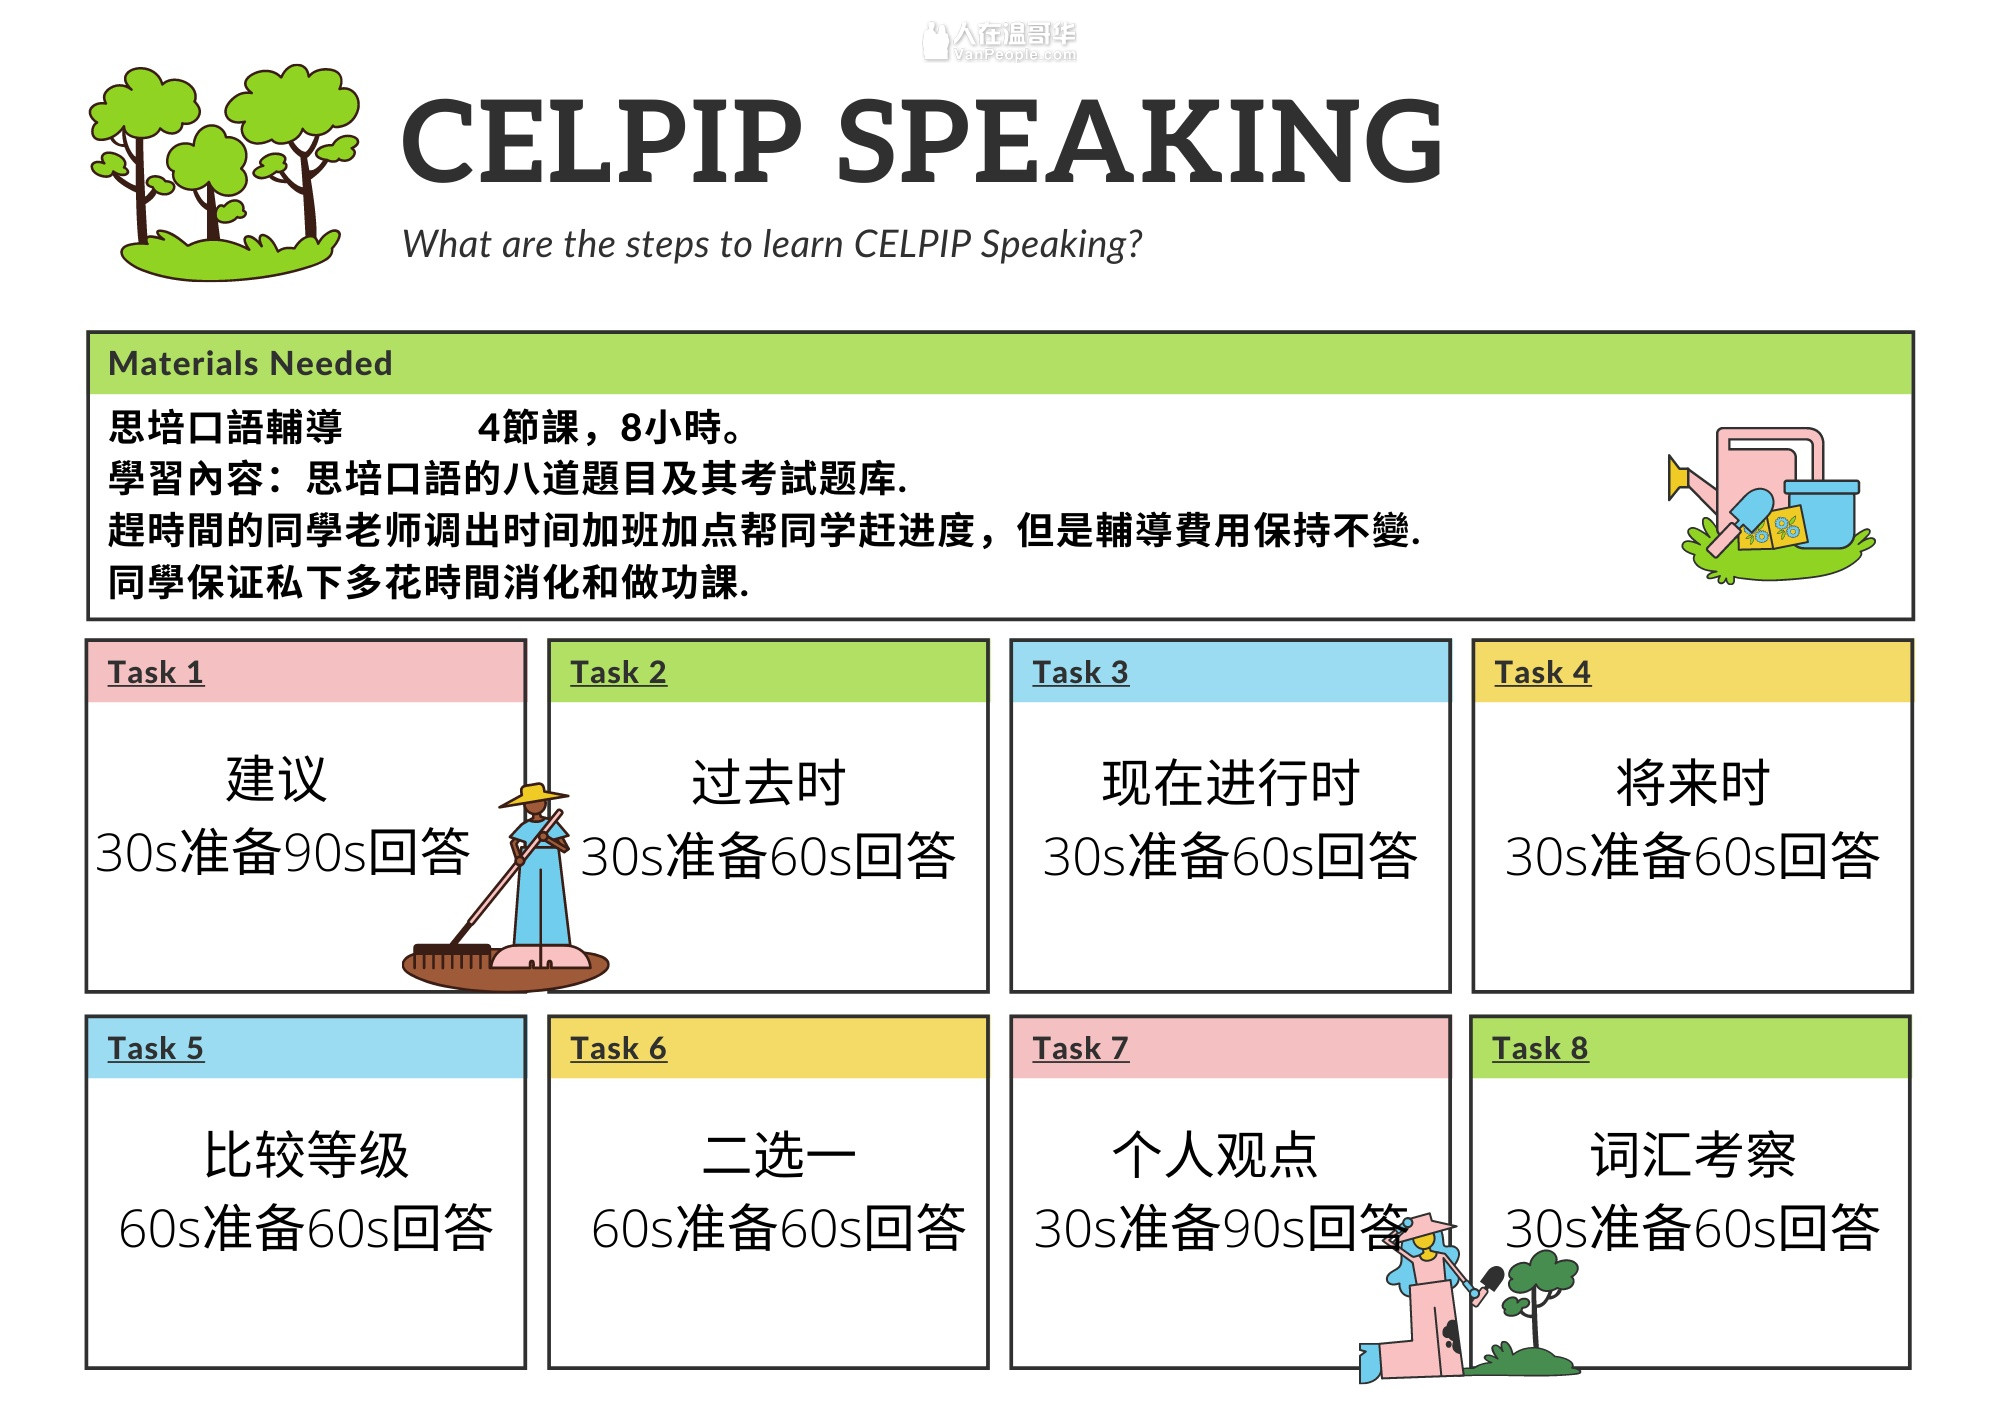 人在温哥华
VanPeople.com
CELPIP SPEAKING
What are the steps to learn CELPIP Speaking?
Materials Needed
思培口語輔導 4節課，8小時。
學習內容：思培口語的八道題目及其考試题库.
趕時間的同學老师调出时间加班加点帮同学赶进度，但是輔導費用保持不變.
同學保证私下多花時間消化和做功課.
Task 1
建议
30s准备90s回答
Task 2
过去时
30s准备60s回答
Task 3
现在进行时
30s准备60s回答
Task 4
将来时
30s准备60s回答
Task 5
比较等级
60s准备60s回答
Task 6
二选一
60s准备60s回答
Task 7
个人观点
30s准备90s回答
Task 8
词汇考察
30s准备60s回答